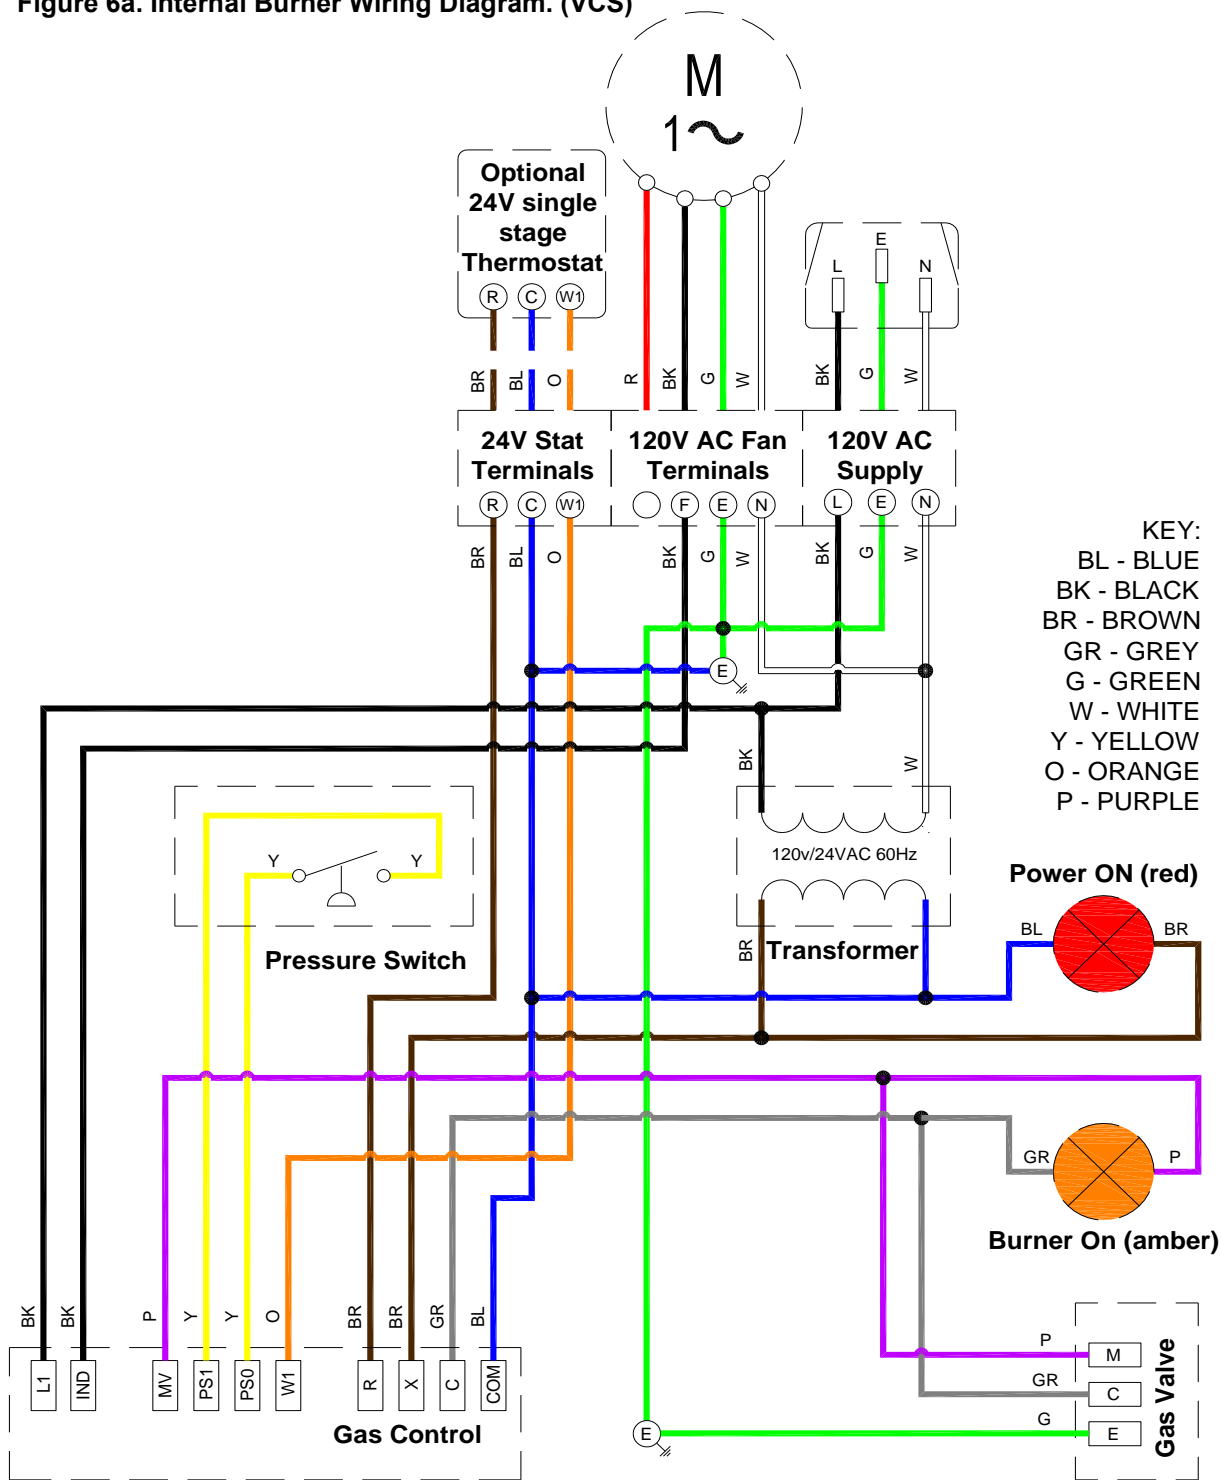 Figure 6a. Internal Burner Wiring Diagram. (VCS)
M
1
Optional
24V single
stage
Thermostat
R C W1
L E N
BR BL O R BK G W BK G W
24V Stat
Terminals
120V AC Fan
Terminals
120V AC
Supply
R C W1 F E N L E N
BR BL O BK G W BK G W
KEY:
BL - BLUE
BK - BLACK
BR - BROWN
GR - GREY
G - GREEN
W - WHITE
Y - YELLOW
O - ORANGE
P - PURPLE
E
BK W
120v/24VAC 60Hz
Transformer
BR
Y Y
Pressure Switch
Power ON (red)
BL BR
GR P
Burner On (amber)
BK BK P Y Y O BR BR GR BL
L1 IND MV PS1 PS0 W1 R X C COM
Gas Control
E
P M
GR C
G E
Gas Valve